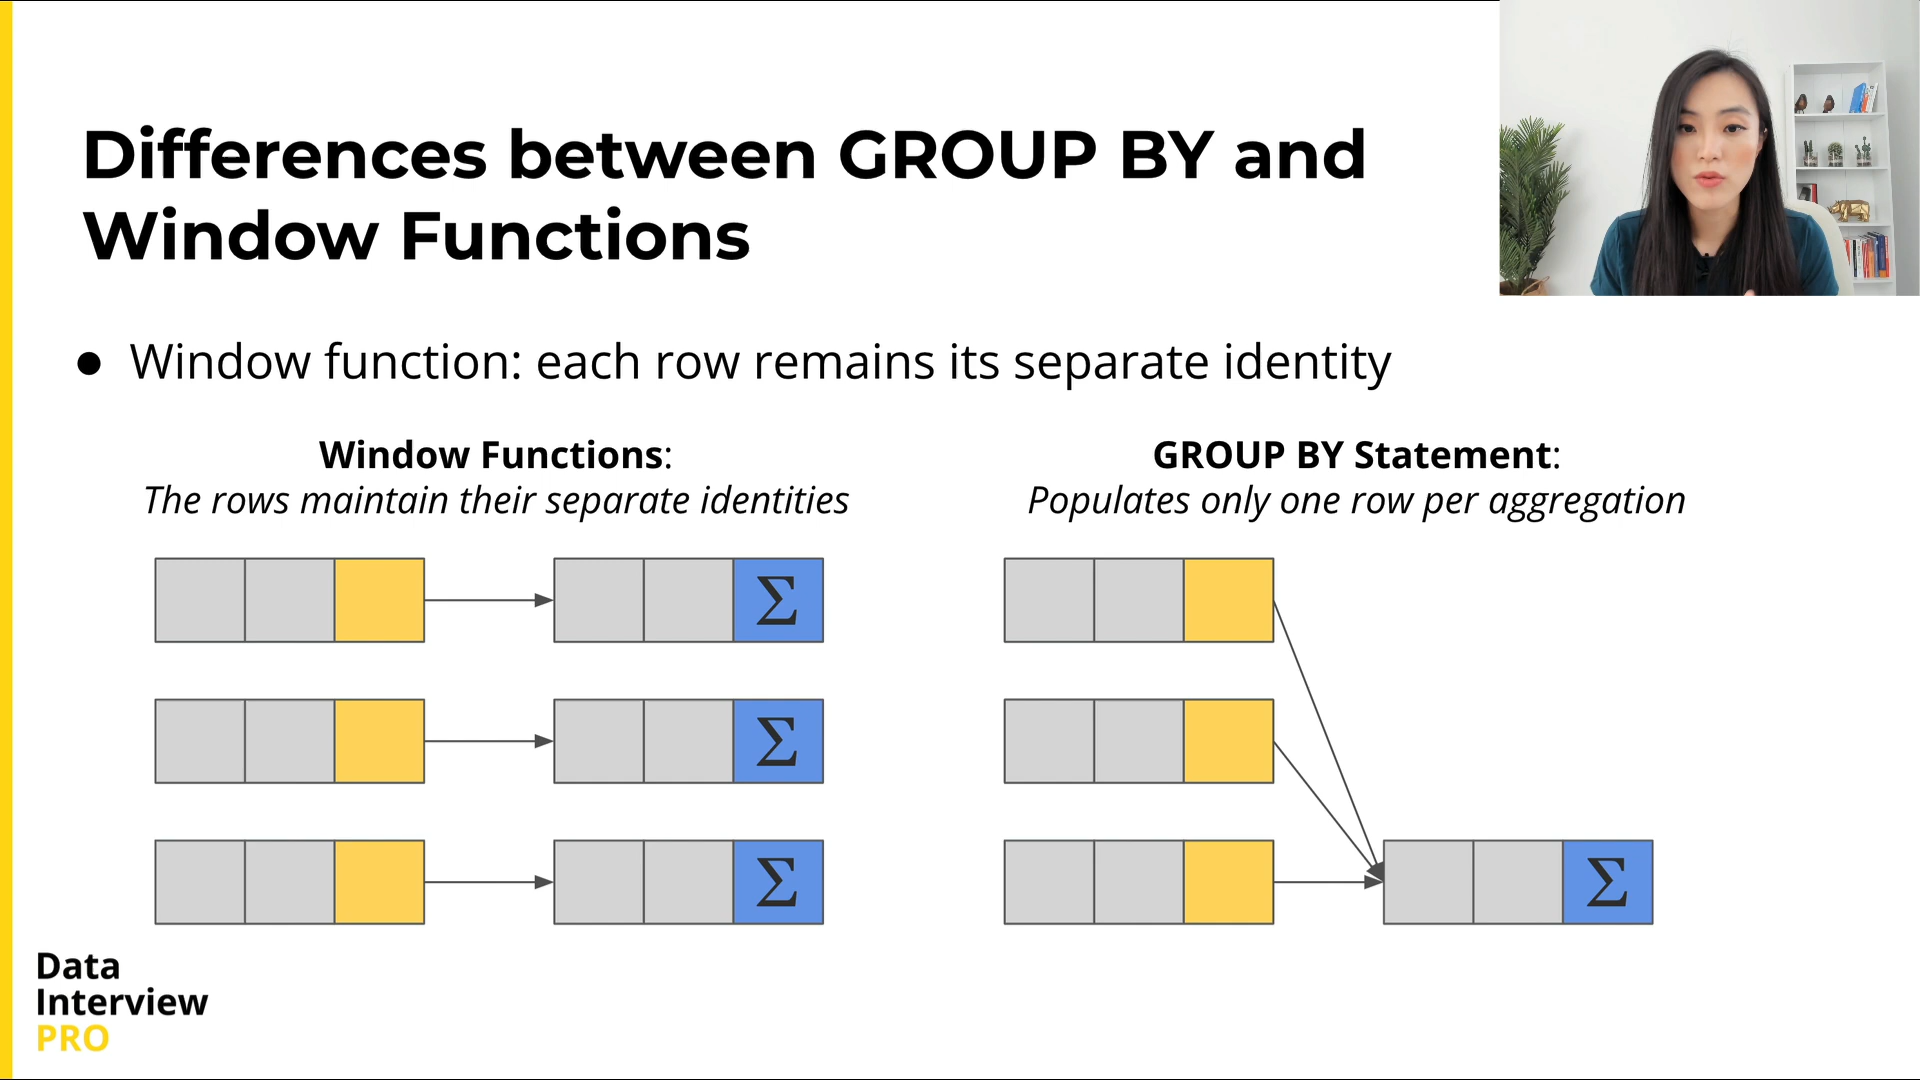 Differences between GROUP BY and
Window Functions
● Window function: each row remains its separate identity
Window Functions:
The rows maintain their separate identities
GROUP BY Statement:
Populates only one row per aggregation
Σ
Σ
Σ
Σ
Data
Interview
PRO